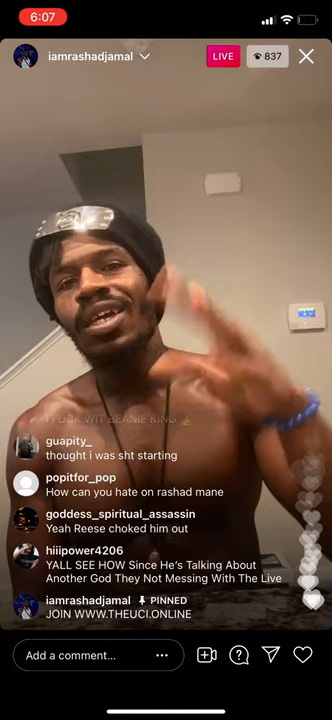 6:07
iamrashadjamal
LIVE
837
I FUCK WIT BEANIE KING
guapity_
thought i was sht starting
popitfor_pop
How can you hate on rashad mane
goddess_spiritual_assassin
Yeah Reese choked him out
hiiipower4206
YALL SEE HOW Since He's Talking About
Another God They Not Messing With The Live
iamrashadjamal PINNED
JOIN WWW.THEUCI.ONLINE
Add a comment...